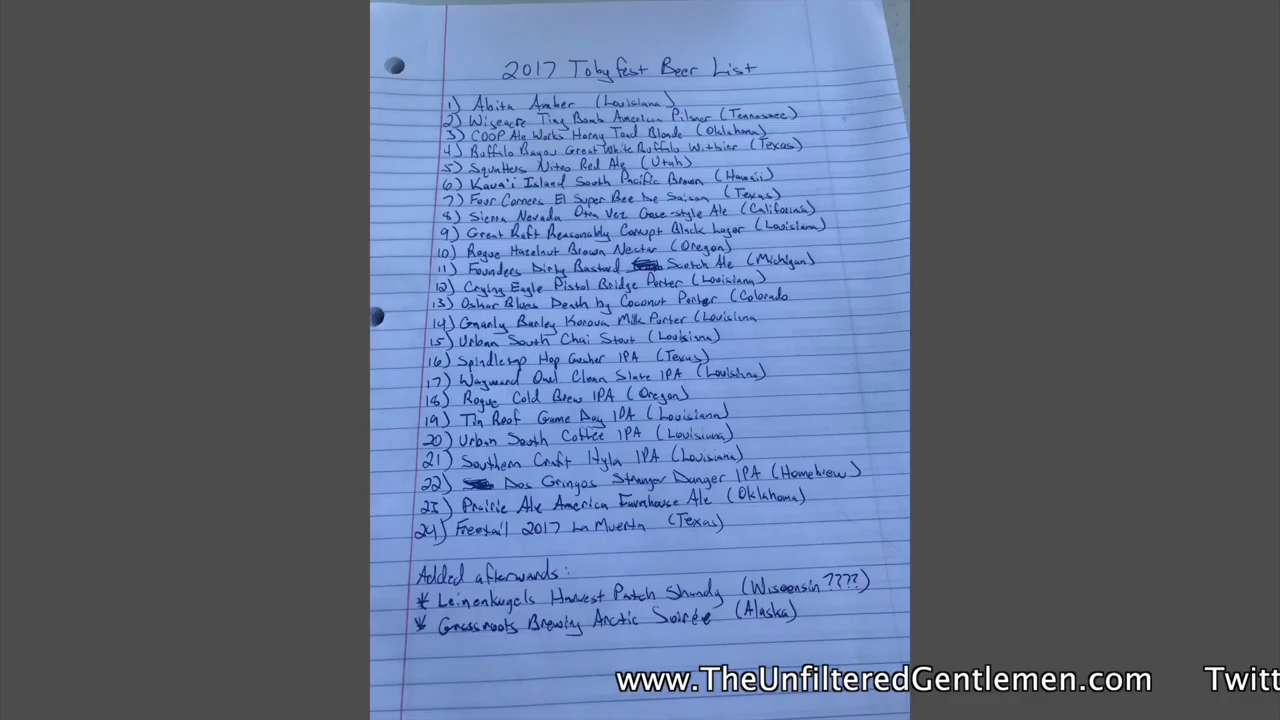 2017 Tobyfest Beer List
1) Abita Amber (Louisiana)
2) Wiseacre Tiny Bomb American Pilsner (Tennessee)
3) COOP Ale Works Horny Toad Blonde (Oklahoma)
4) Buffalo Bayou Great White Buffalo Witbier (Texas)
5) Squatters Nitro Red Ale (Utah)
6) Kaua'i Island South Pacific Brown (Hawaii)
7) Four Corners El Super Bee De Saison (Texas)
8) Sierra Nevada Otra Vez Gose-style Ale (California)
9) Great Raft Reasonably Corrupt Black Lager (Louisiana)
10) Rogue Hazelnut Brown Nectar (Oregon)
11) Founders Dirty Bastard Scotch Ale (Michigan)
12) Crying Eagle Pistol Bridge Porter (Louisiana)
13) Oskar Blues Death by Coconut Porter (Colorado
14) Gnarly Barley Korova Milk Porter (Louisiana
15) Urban South Chai Stout (Louisiana)
16) Spindletap Hop Gusher IPA (Texas)
17) Wayward Owl Clean Slate IPA (Louisiana)
18) Rogue Cold Brew IPA (Oregon)
19) Tin Roof Game Day IPA (Louisiana)
20) Urban South Coffee IPA (Louisiana)
21) Southern Craft Hyla IPA (Louisiana)
22) Dos Gringos Stranger Danger IPA (Homebrew)
23) Prairie Ale America Farmhouse Ale (Oklahoma)
24) Freetail 2017 La Muerta (Texas)
Added afterwards:
* Leinenkugels Harvest Patch Shandy (Wisconsin ????)
* Grassroots Brewing Arctic Soirée (Alaska)
www.TheUnfilteredGentlemen.com Twitt